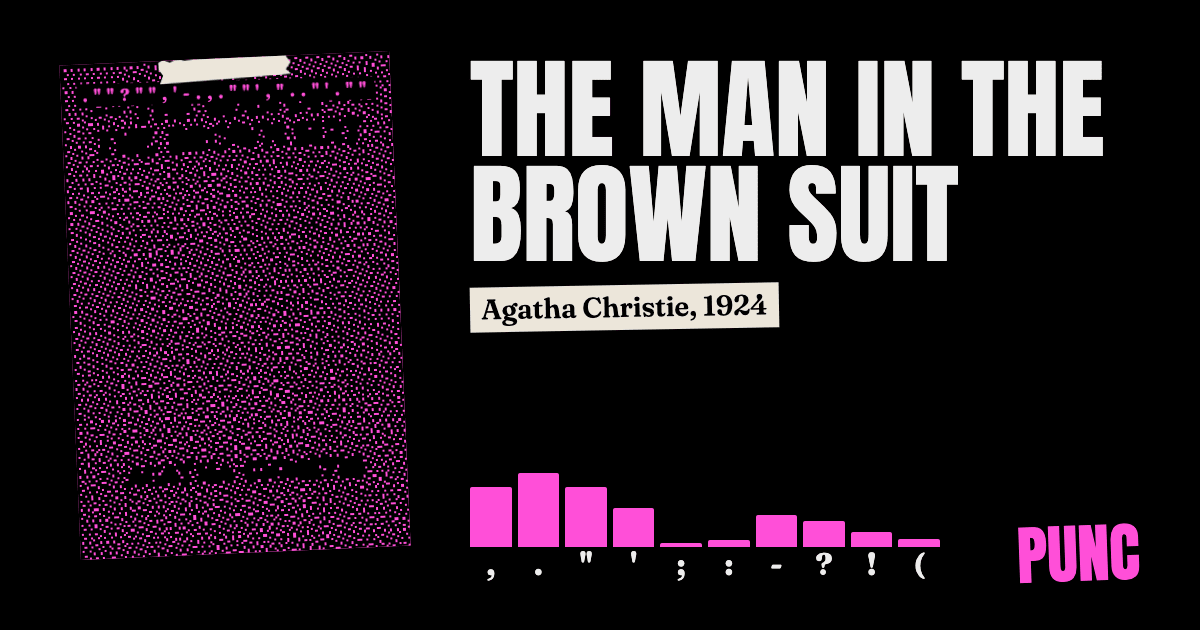 .""?"",'-.,.""',"..."'.""
THE MAN IN THE
BROWN SUIT
Agatha Christie, 1924
, . " ' ; : - ? ! (
PUNC